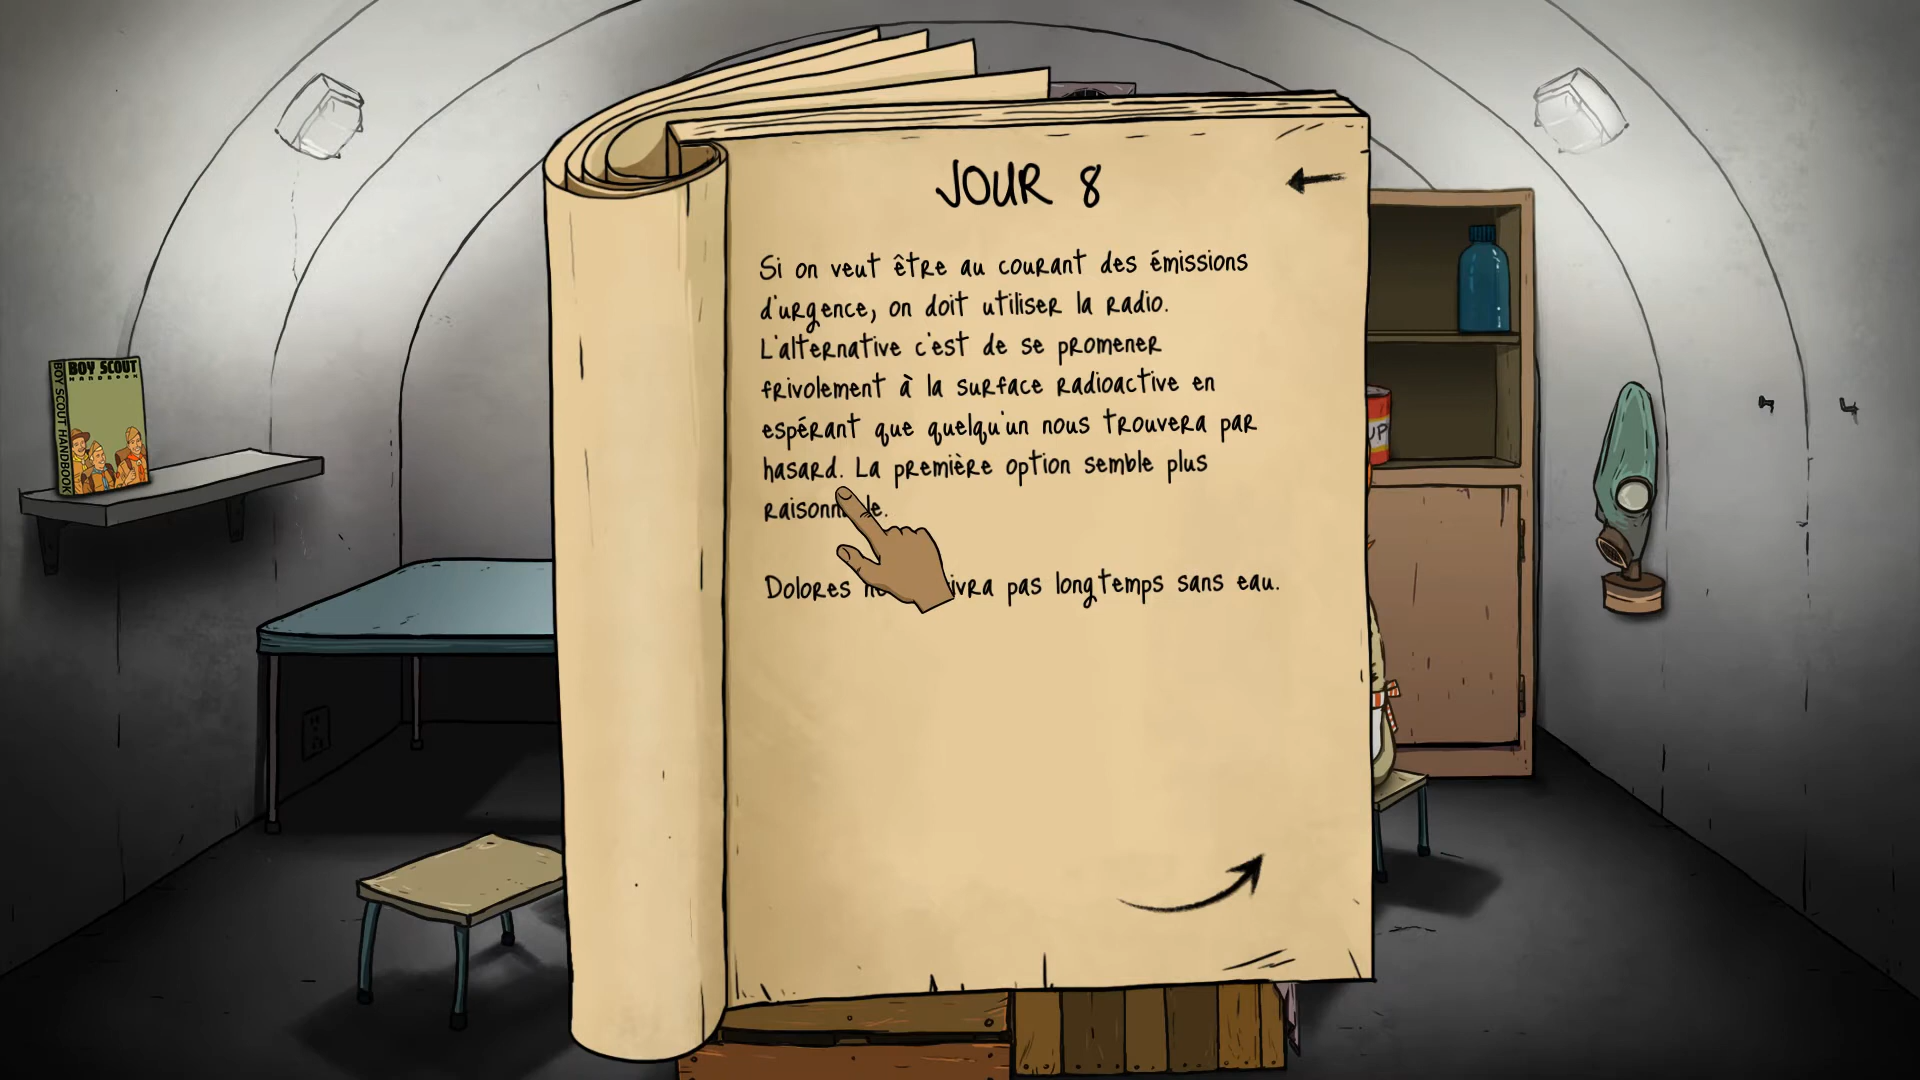 JOUR 8
Si on veut être au courant des émissions
d'urgence, on doit utiliser la radio.
L'alternative c'est de se promener
frivolement à la surface radioactive en
espérant que quelqu'un nous trouvera par
hasard. La première option semble plus
Dolores pas longtemps sans eau.
BOY SCOUT
HANDBOOK
BOY SCOUT HANDBOOK